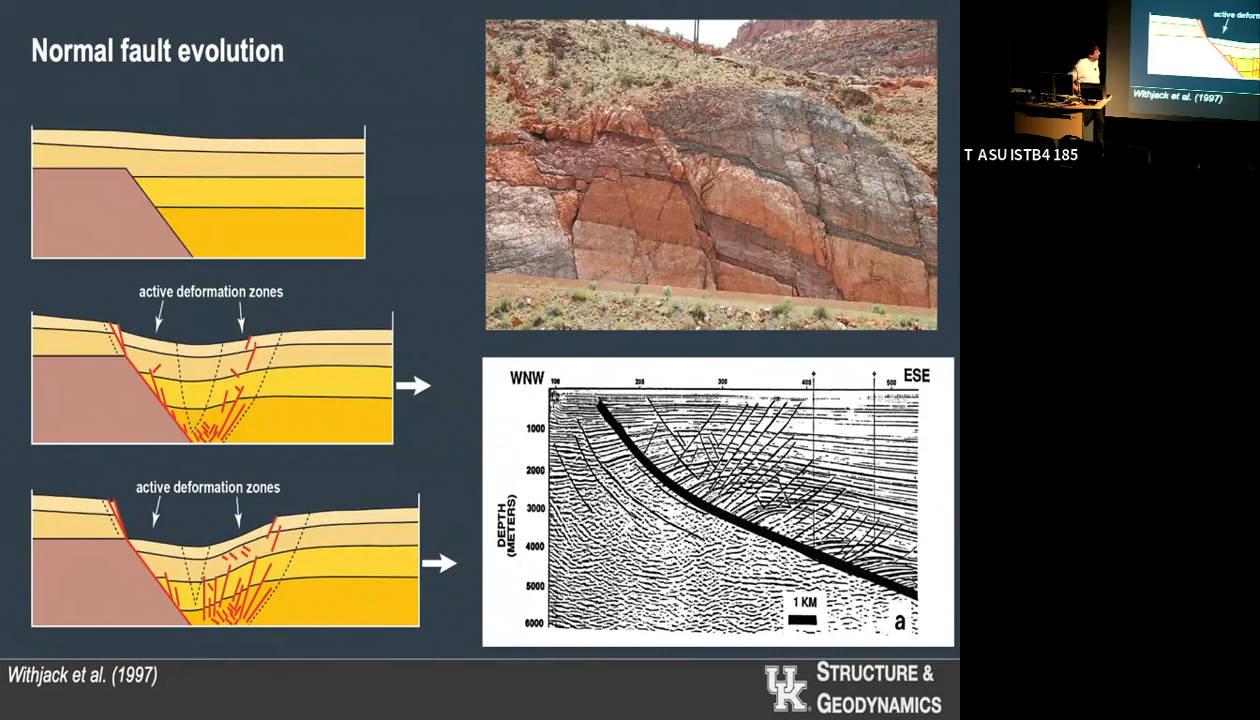 Normal fault evolution
active deformation zones
active deformation zones
WNW
ESE
100
200
300
400
500
1000
2000
3000
4000
5000
6000
DEPTH
(METERS)
1 KM
a
Withjack et al. (1997)
UK
STRUCTURE &
GEODYNAMICS
active deform
Withjack et al. (1997)
T ASU ISTB4 185